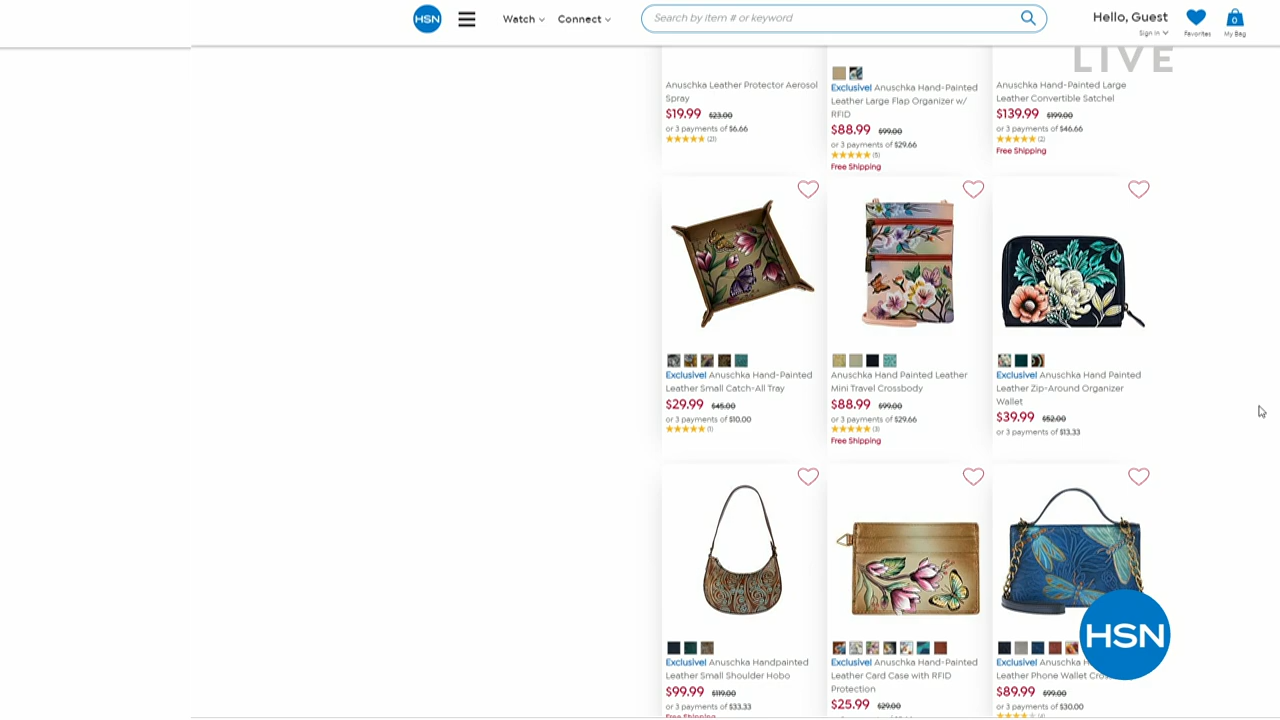 HSN
Watch
Connect
Search by item # or keyword
Hello, Guest
Sign In
Favorites
0
My Bag
LIVE
Anuschka Leather Protector Aerosol
Spray
$19.99 $23.00
or 3 payments of $6.66
(21)
Exclusive! Anuschka Hand-Painted
Leather Large Flap Organizer w/
RFID
$88.99 $99.00
or 3 payments of $29.66
(5)
Free Shipping
Anuschka Hand-Painted Large
Leather Convertible Satchel
$139.99 $199.00
or 3 payments of $46.66
(2)
Free Shipping
Exclusive! Anuschka Hand-Painted
Leather Small Catch-All Tray
$29.99 $45.00
or 3 payments of $10.00
(1)
Anuschka Hand Painted Leather
Mini Travel Crossbody
$88.99 $99.00
or 3 payments of $29.66
(3)
Free Shipping
Exclusive! Anuschka Hand Painted
Leather Zip-Around Organizer
Wallet
$39.99 $52.00
or 3 payments of $13.33
Exclusive! Anuschka Handpainted
Leather Small Shoulder Hobo
$99.99 $119.00
or 3 payments of $33.33
Free Shipping
Exclusive! Anuschka Hand-Painted
Leather Card Case with RFID
Protection
$25.99 $29.00
Exclusive! Anuschka
Leather Phone Wallet
$89.99 $99.00
or 3 payments of $30.00
(4)
HSN